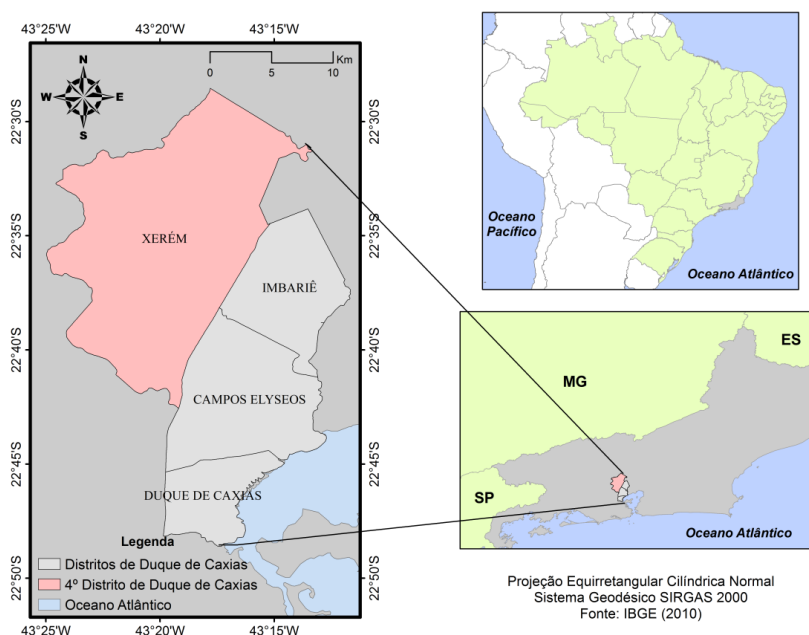 43°25'W
43°20'W
43°15'W
Km
0
5
10
N
W
E
S
22°30'S
22°30'S
22°35'S
22°35'S
22°40'S
22°40'S
22°45'S
22°45'S
22°50'S
22°50'S
XERÉM
IMBARIÊ
CAMPOS ELYSEOS
DUQUE DE CAXIAS
Legenda
Distritos de Duque de Caxias
4º Distrito de Duque de Caxias
Oceano Atlântico
43°25'W
43°20'W
43°15'W
Oceano
Pacífico
Oceano Atlântico
ES
MG
SP
Oceano Atlântico
Projeção Equirretangular Cilíndrica Normal
Sistema Geodésico SIRGAS 2000
Fonte: IBGE (2010)